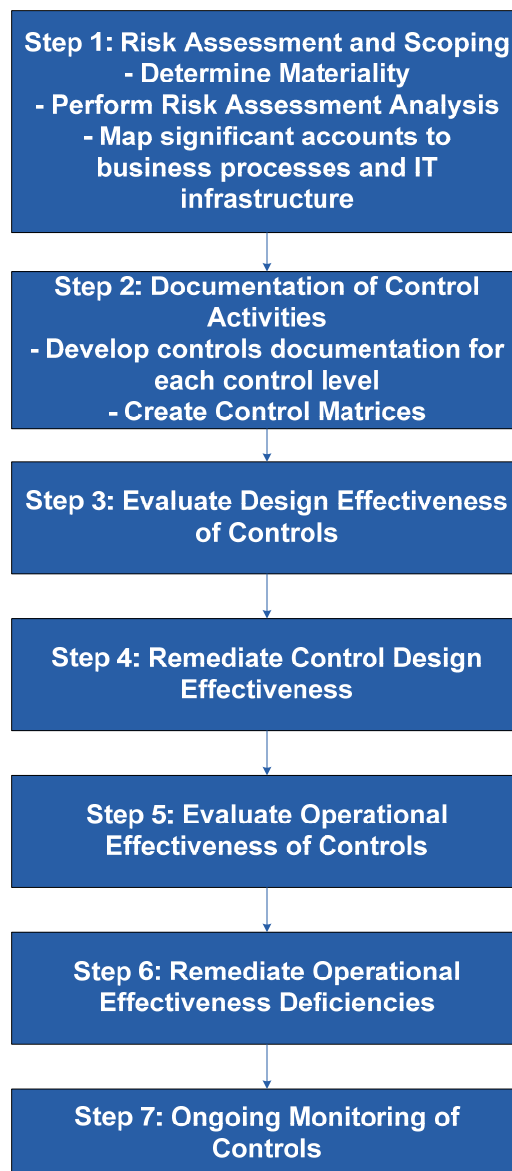 Step 1: Risk Assessment and Scoping
- Determine Materiality
- Perform Risk Assessment Analysis
- Map significant accounts to
business processes and IT
infrastructure
Step 2: Documentation of Control
Activities
- Develop controls documentation for
each control level
- Create Control Matrices
Step 3: Evaluate Design Effectiveness
of Controls
Step 4: Remediate Control Design
Effectiveness
Step 5: Evaluate Operational
Effectiveness of Controls
Step 6: Remediate Operational
Effectiveness Deficiencies
Step 7: Ongoing Monitoring of
Controls